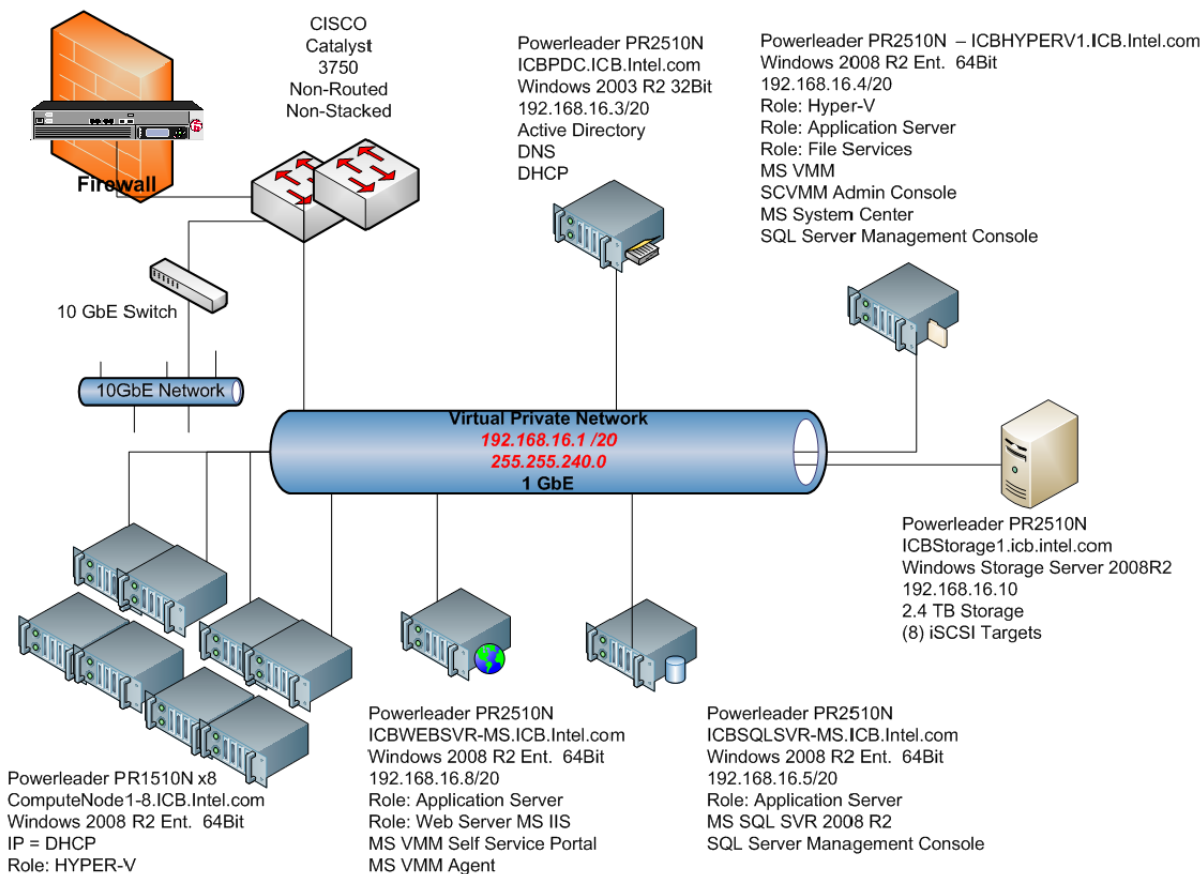 CISCO
Catalyst
3750
Non-Routed
Non-Stacked
Powerleader PR2510N
ICBPDC.ICB.Intel.com
Windows 2003 R2 32Bit
192.168.16.3/20
Active Directory
DNS
DHCP
Powerleader PR2510N – ICBHYPERV1.ICB.Intel.com
Windows 2008 R2 Ent. 64Bit
192.168.16.4/20
Role: Hyper-V
Role: Application Server
Role: File Services
MS VMM
SCVMM Admin Console
MS System Center
SQL Server Management Console
Firewall
10 GbE Switch
10GbE Network
Virtual Private Network
192.168.16.1 /20
255.255.240.0
1 GbE
Powerleader PR2510N
ICBStorage1.icb.intel.com
Windows Storage Server 2008R2
192.168.16.10
2.4 TB Storage
(8) iSCSI Targets
Powerleader PR1510N x8
ComputeNode1-8.ICB.Intel.com
Windows 2008 R2 Ent. 64Bit
IP = DHCP
Role: HYPER-V
Powerleader PR2510N
ICBWEBSVR-MS.ICB.Intel.com
Windows 2008 R2 Ent. 64Bit
192.168.16.8/20
Role: Application Server
Role: Web Server MS IIS
MS VMM Self Service Portal
MS VMM Agent
Powerleader PR2510N
ICBSQLSVR-MS.ICB.Intel.com
Windows 2008 R2 Ent. 64Bit
192.168.16.5/20
Role: Application Server
MS SQL SVR 2008 R2
SQL Server Management Console